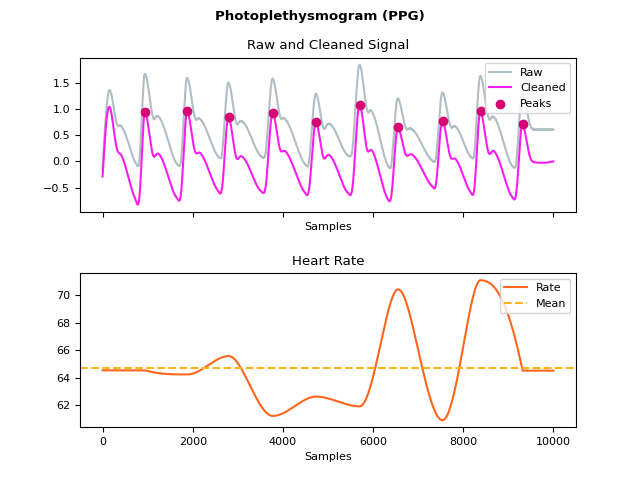 Photoplethysmogram (PPG)
Raw and Cleaned Signal
Raw
Cleaned
Peaks
1.5
1.0
0.5
0.0
−0.5
Samples
Heart Rate
Rate
Mean
70
68
66
64
62
0 2000 4000 6000 8000 10000
Samples